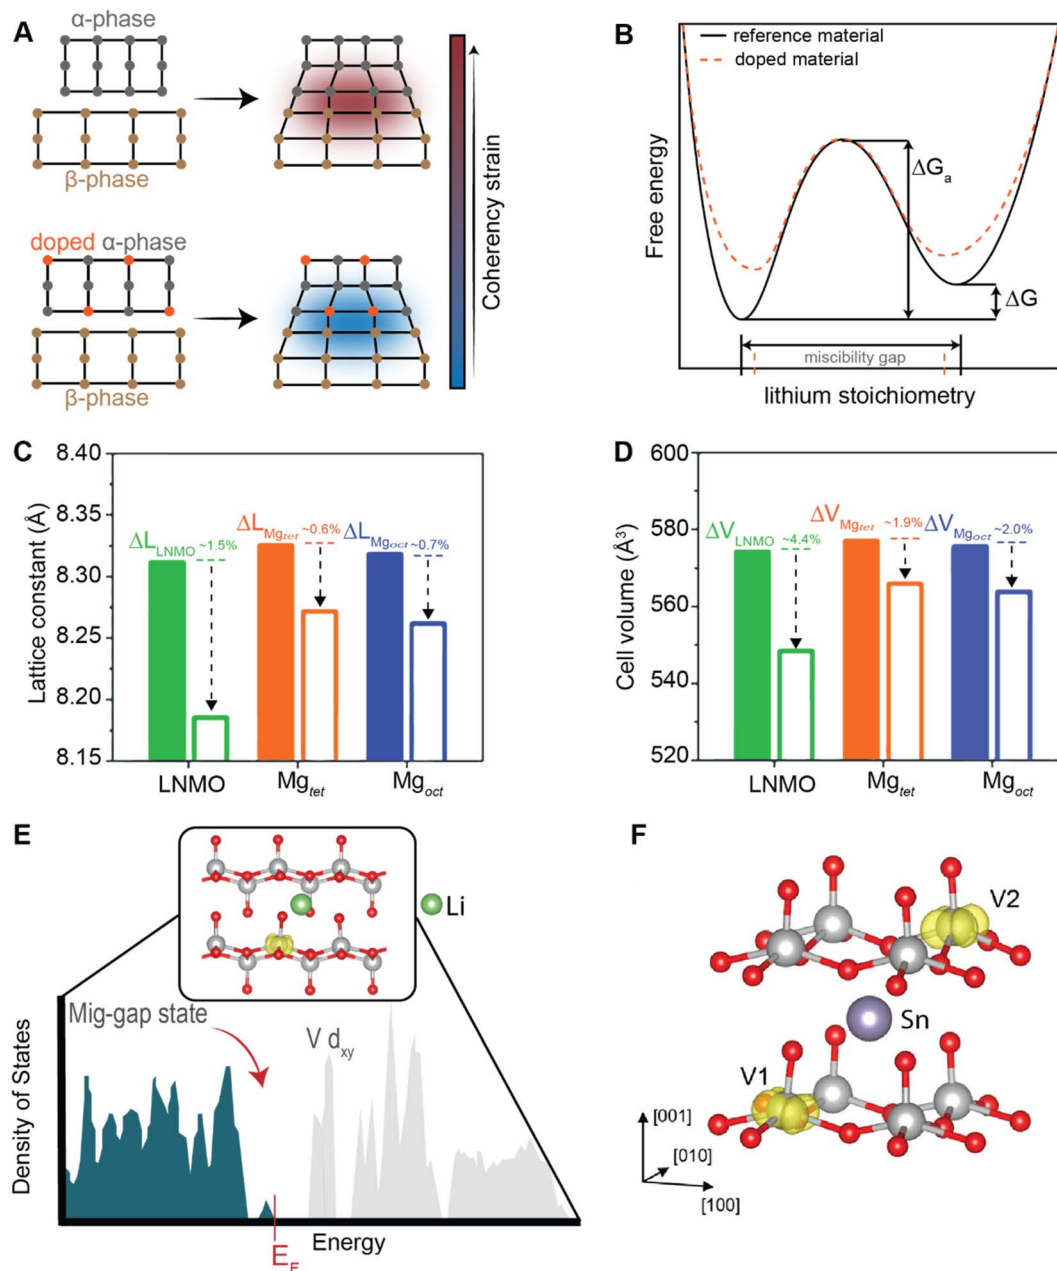 A
α-phase
β-phase
doped α-phase
β-phase
Coherency strain
B
reference material
doped material
Free energy
ΔGa
ΔG
miscibility gap
lithium stoichiometry
C
Lattice constant (Å)
8.40
8.35
8.30
8.25
8.20
8.15
ΔLLNMO ~1.5%
ΔLMgtet ~0.6%
ΔLMgoct ~0.7%
LNMO
Mgtet
Mgoct
D
Cell volume (Å³)
600
580
560
540
520
ΔVLNMO ~4.4%
ΔVMgtet ~1.9%
ΔVMgoct ~2.0%
LNMO
Mgtet
Mgoct
E
Li
Mig-gap state
V dxy
Density of States
EF
Energy
F
V2
Sn
V1
[001]
[010]
[100]